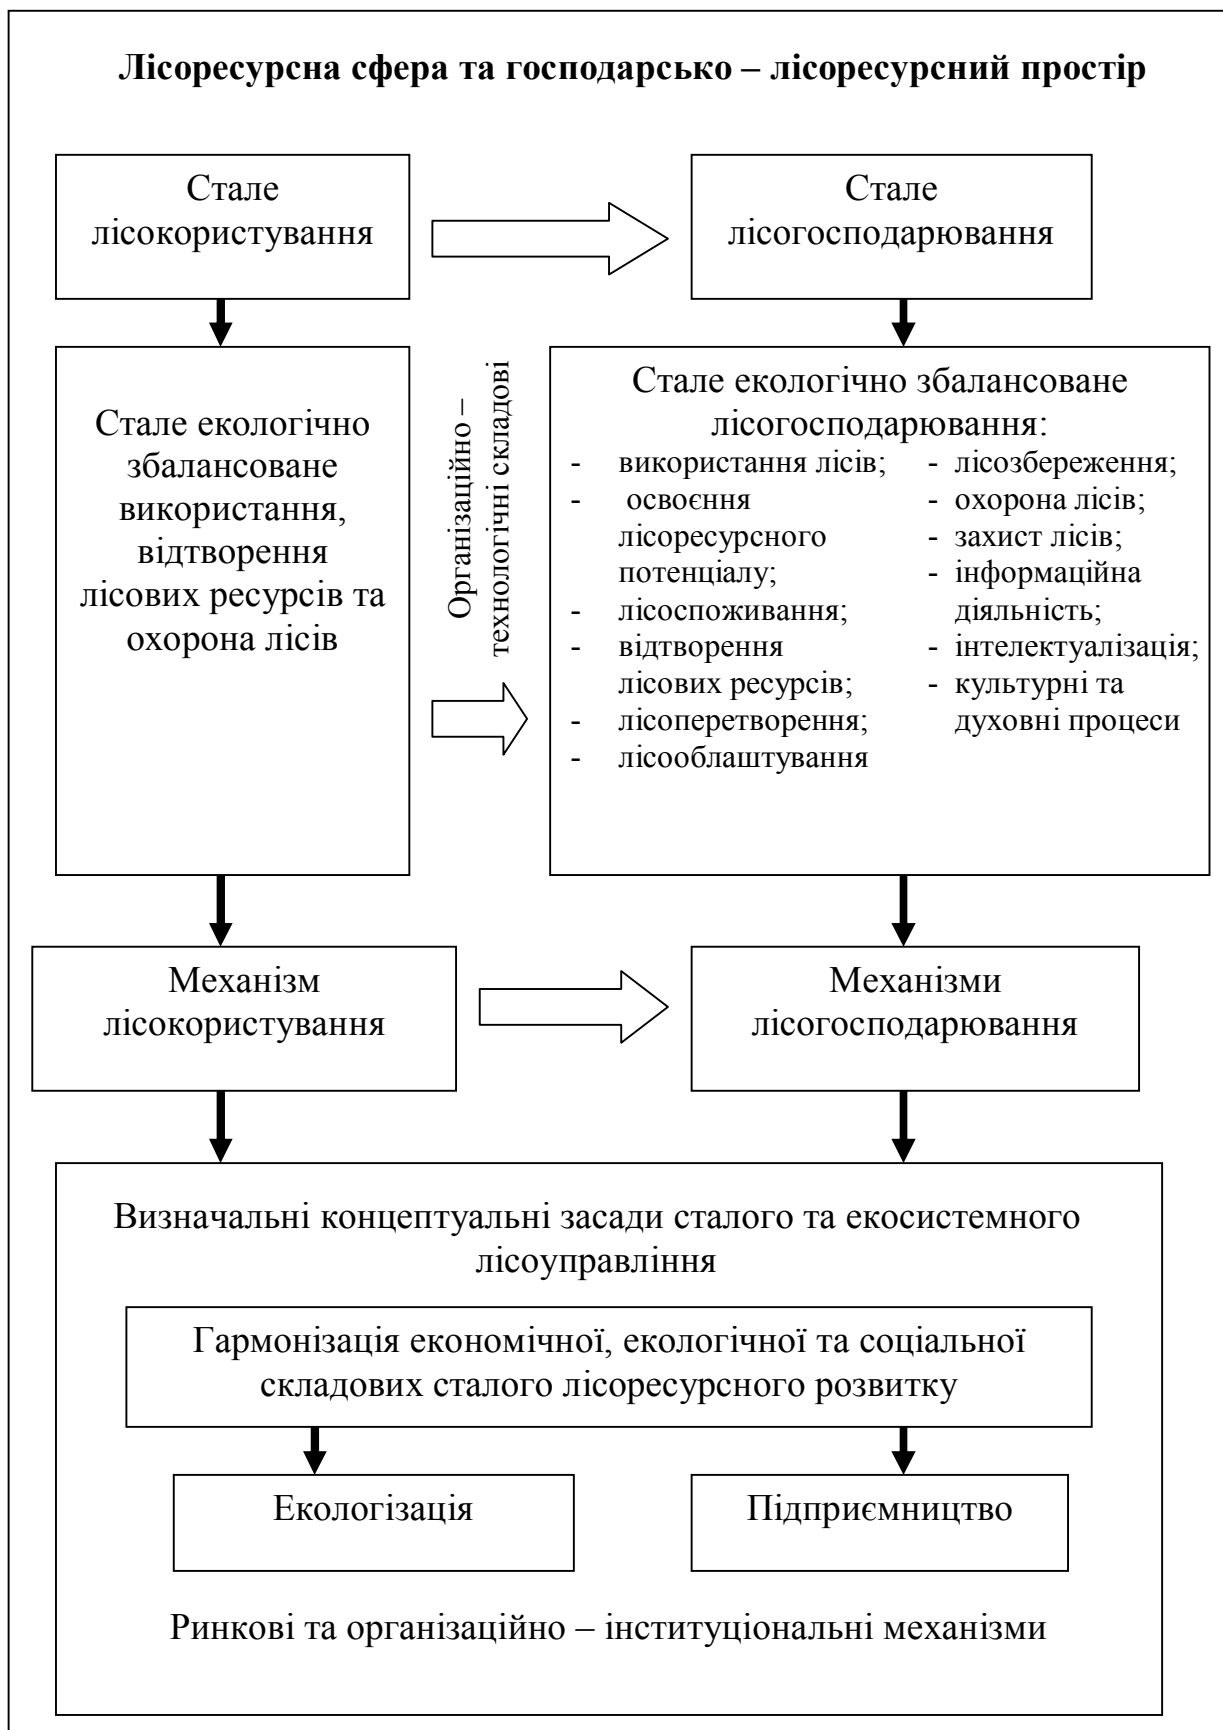 Лісоресурсна сфера та господарсько – лісоресурсний простір
Стале
лісокористування
Стале
лісогосподарювання
Стале екологічно
збалансоване
використання,
відтворення
лісових ресурсів та
охорона лісів
Організаційно –
технологічні складові
Стале екологічно збалансоване
лісогосподарювання:
- використання лісів;
- освоєння
лісоресурсного
потенціалу;
- лісоспоживання;
- відтворення
лісових ресурсів;
- лісоперетворення;
- лісооблаштування
- лісозбереження;
- охорона лісів;
- захист лісів;
- інформаційна
діяльність;
- інтелектуалізація;
- культурні та
духовні процеси
Механізм
лісокористування
Механізми
лісогосподарювання
Визначальні концептуальні засади сталого та екосистемного
лісоуправління
Гармонізація економічної, екологічної та соціальної
складових сталого лісоресурсного розвитку
Екологізація
Підприємництво
Ринкові та організаційно – інституціональні механізми